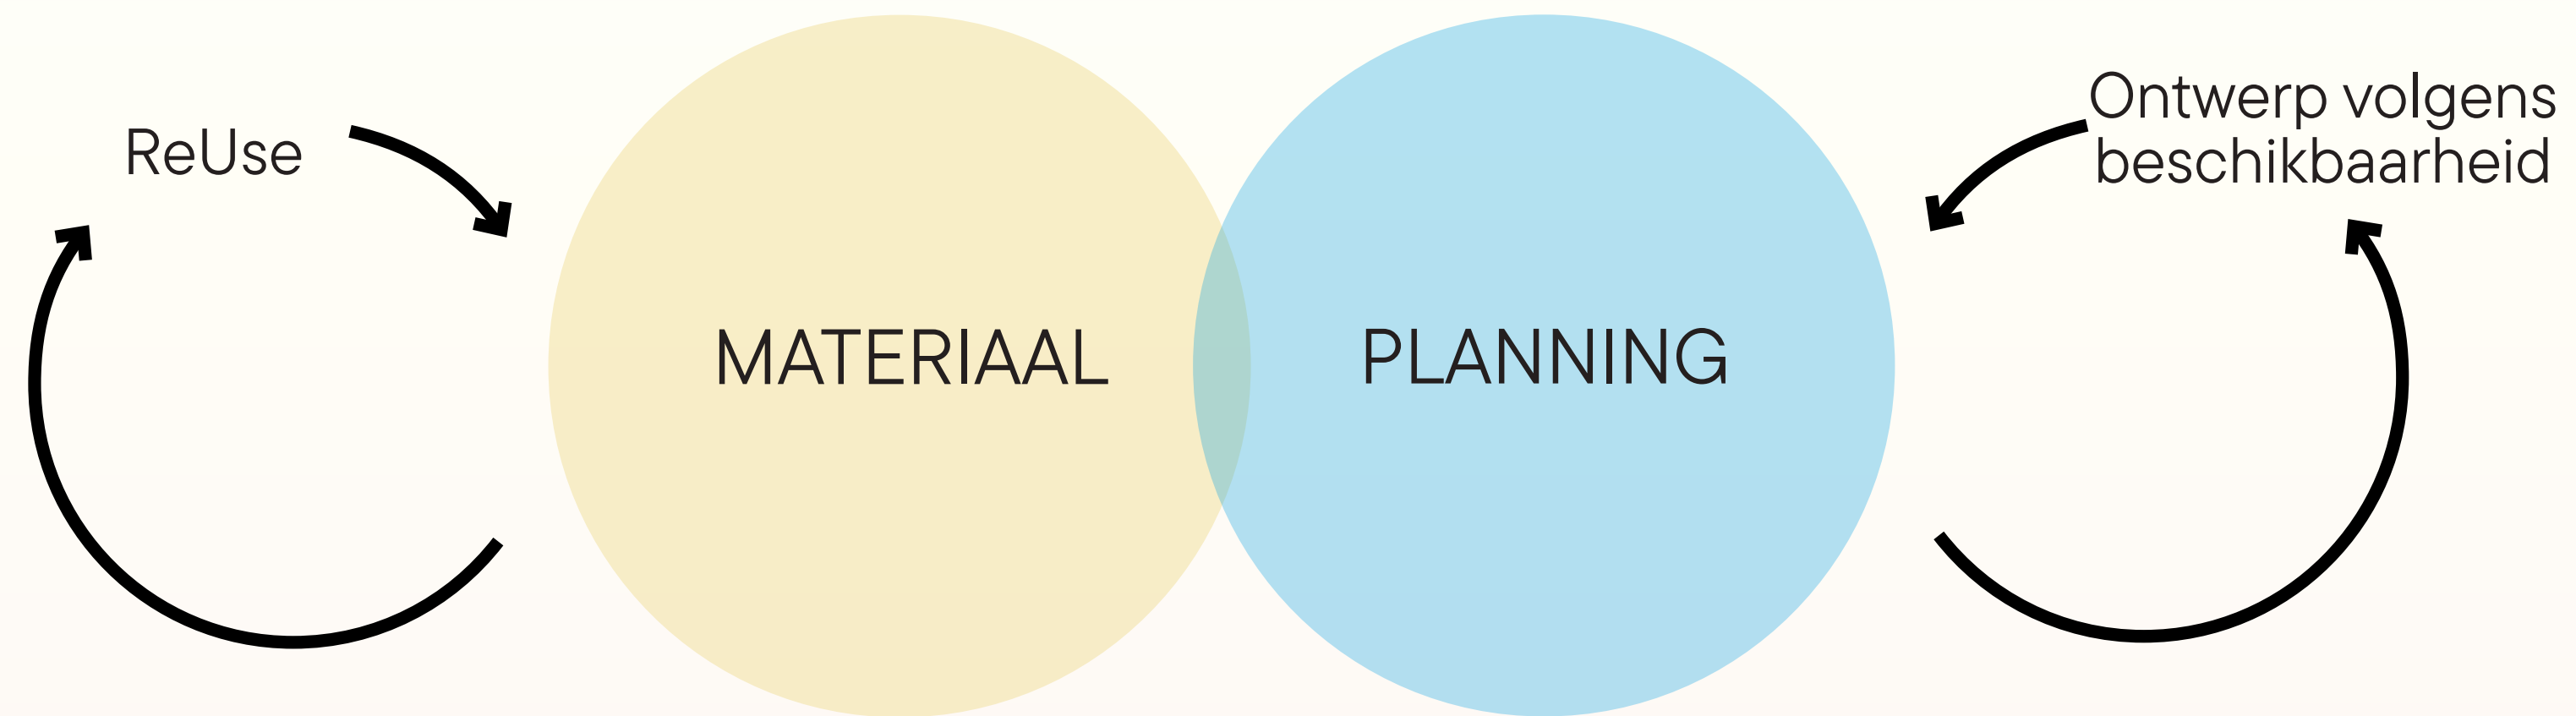 ReUse
MATERIAAL
PLANNING
Ontwerp volgens
beschikbaarheid